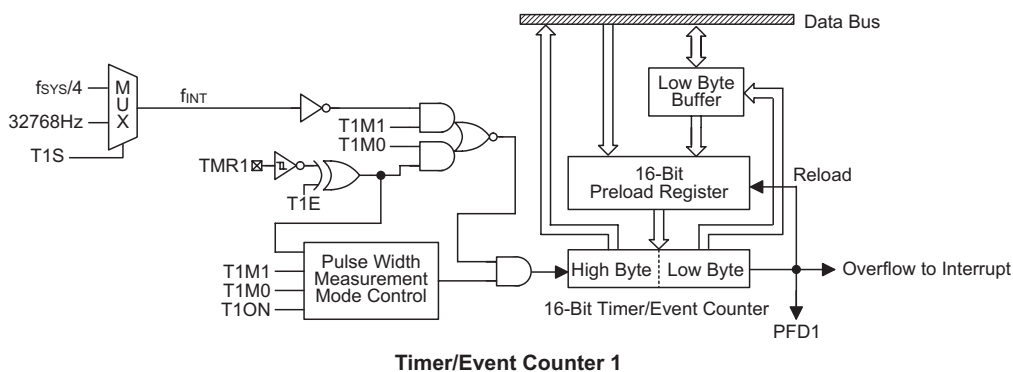 Data Bus
fSYS/4
32768Hz
T1S
MUX
fINT
T1M1
T1M0
TMR1
T1E
Low Byte
Buffer
16-Bit
Preload Register
Reload
T1M1
T1M0
T1ON
Pulse Width
Measurement
Mode Control
High Byte
Low Byte
16-Bit Timer/Event Counter
Overflow to Interrupt
PFD1
Timer/Event Counter 1